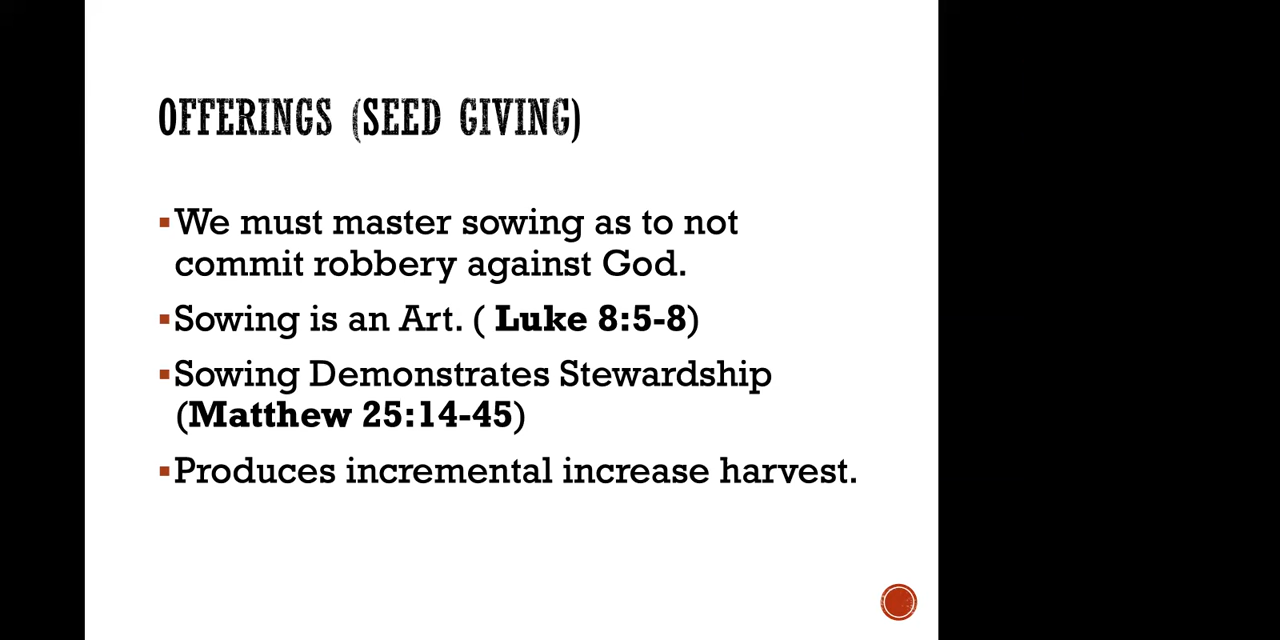 OFFERINGS (SEED GIVING)
▪We must master sowing as to not
commit robbery against God.
▪Sowing is an Art. ( Luke 8:5-8)
▪Sowing Demonstrates Stewardship
(Matthew 25:14-45)
▪Produces incremental increase harvest.